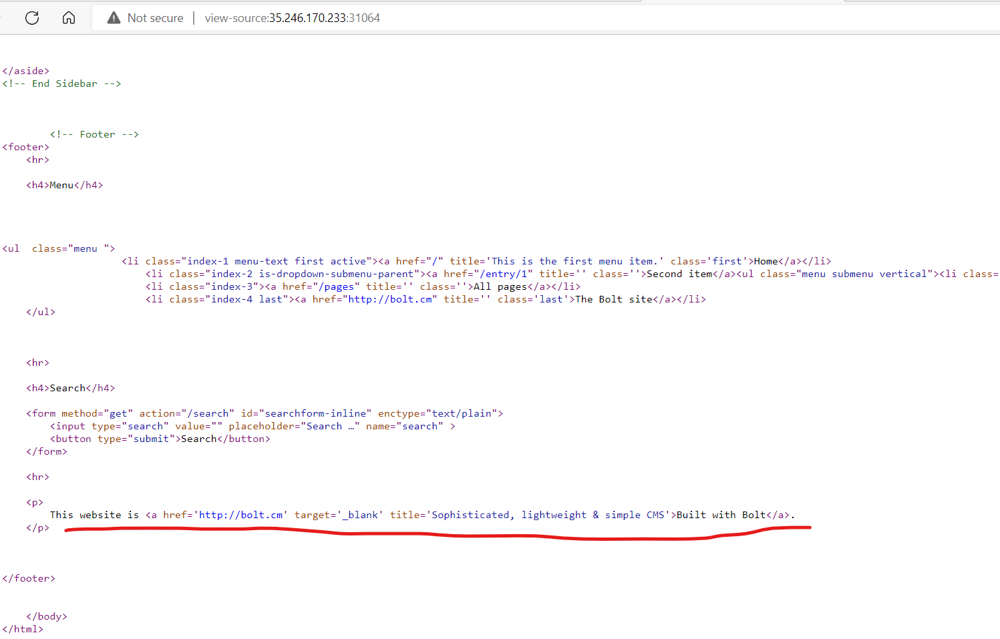 Not secure | view-source:35.246.170.233:31064
</aside>
<!-- End Sidebar -->
<!-- Footer -->
<footer>
<hr>
<h4>Menu</h4>
<ul  class="menu ">
<li class="index-1 menu-text first active"><a href="/" title='This is the first menu item.' class='first'>Home</a></li>
<li class="index-2 is-dropdown-submenu-parent"><a href="/entry/1" title='' class=''>Second item</a><ul class="menu submenu vertical"><li class=
<li class="index-3"><a href="/pages" title='' class=''>All pages</a></li>
<li class="index-4 last"><a href="http://bolt.cm" title='' class='last'>The Bolt site</a></li>
</ul>
<hr>
<h4>Search</h4>
<form method="get" action="/search" id="searchform-inline" enctype="text/plain">
<input type="search" value="" placeholder="Search …" name="search" >
<button type="submit">Search</button>
</form>
<hr>
<p>
This website is <a href='http://bolt.cm' target='_blank' title='Sophisticated, lightweight & simple CMS'>Built with Bolt</a>.
</p>
</footer>
</body>
</html>